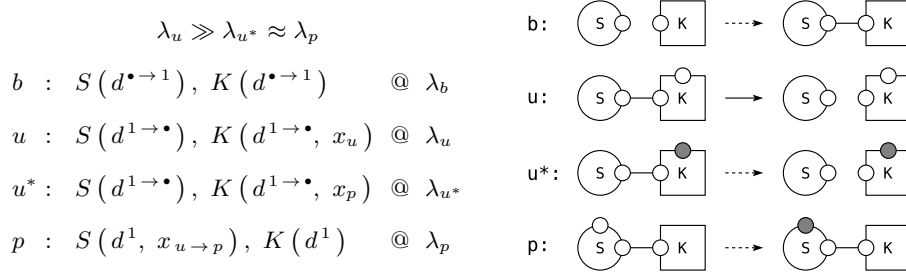 λ_u ≫ λ_{u*} ≈ λ_p
b : S ( d^{• → 1} ) , K ( d^{• → 1} ) @ λ_b
u : S ( d^{1 → •} ) , K ( d^{1 → •} , x_u ) @ λ_u
u* : S ( d^{1 → •} ) , K ( d^{1 → •} , x_p ) @ λ_{u*}
p : S ( d^1 , x_{u → p} ) , K ( d^1 ) @ λ_p
b: S K S K
u: S K S K
u*: S K S K
p: S K S K